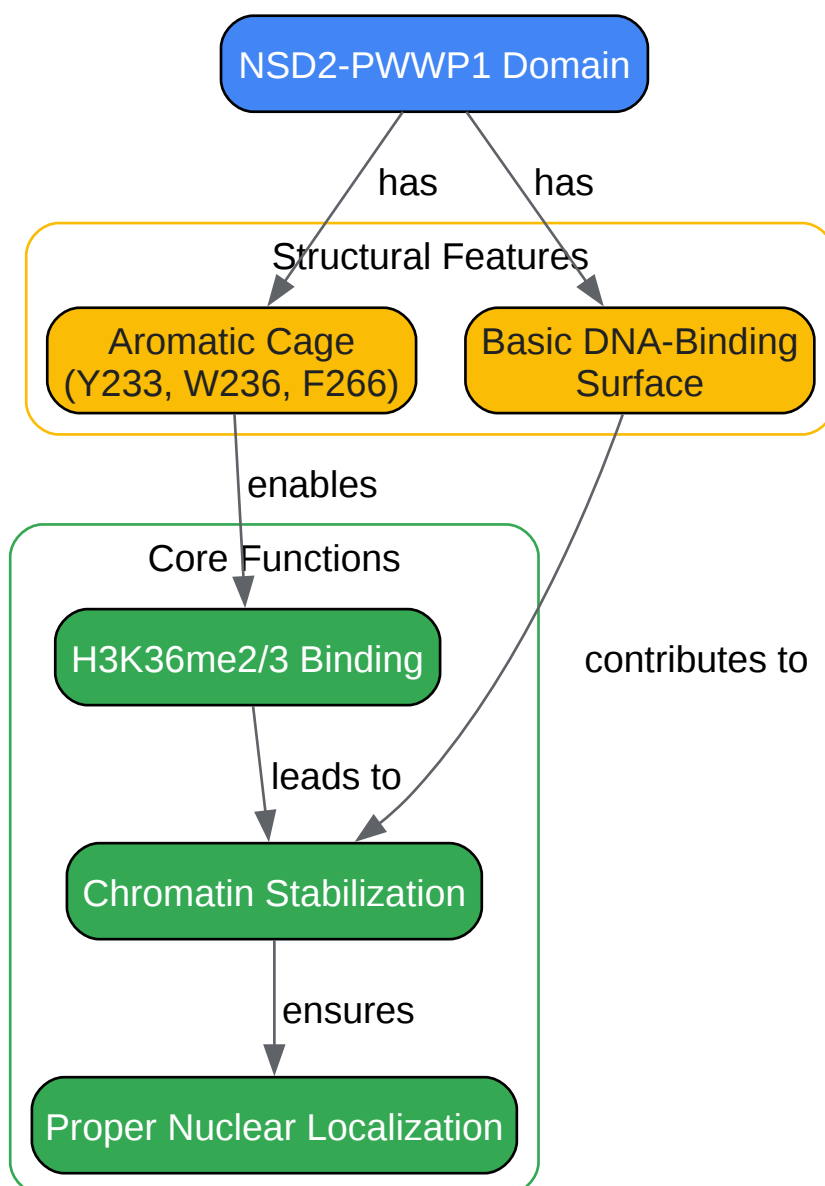 NSD2-PWWP1 Domain
has
has
Structural Features
Aromatic Cage
(Y233, W236, F266)
Basic DNA-Binding
Surface
enables
Core Functions
H3K36me2/3 Binding
contributes to
leads to
Chromatin Stabilization
ensures
Proper Nuclear Localization